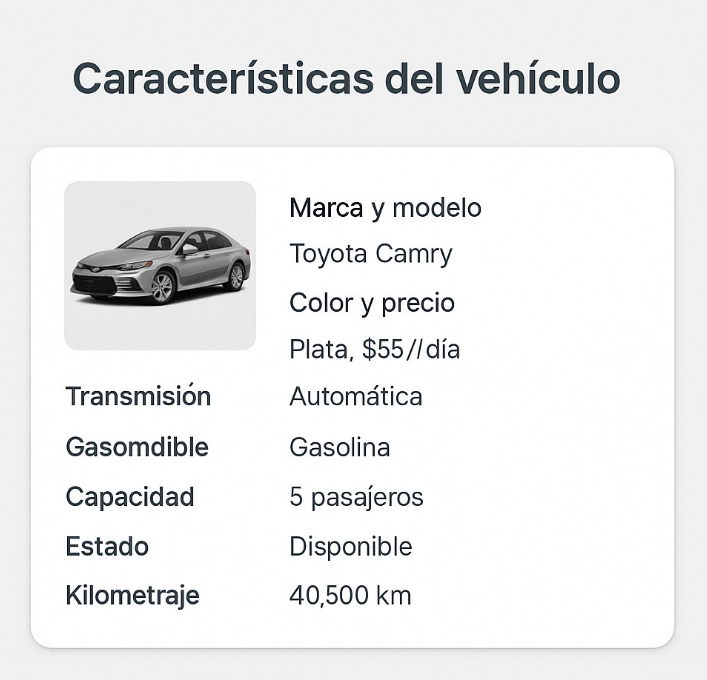 Características del vehículo
Marca y modelo
Toyota Camry
Color y precio
Plata, $55//día
Transmisión Automática
Gasomdible Gasolina
Capacidad 5 pasajeros
Estado Disponible
Kilometraje 40,500 km